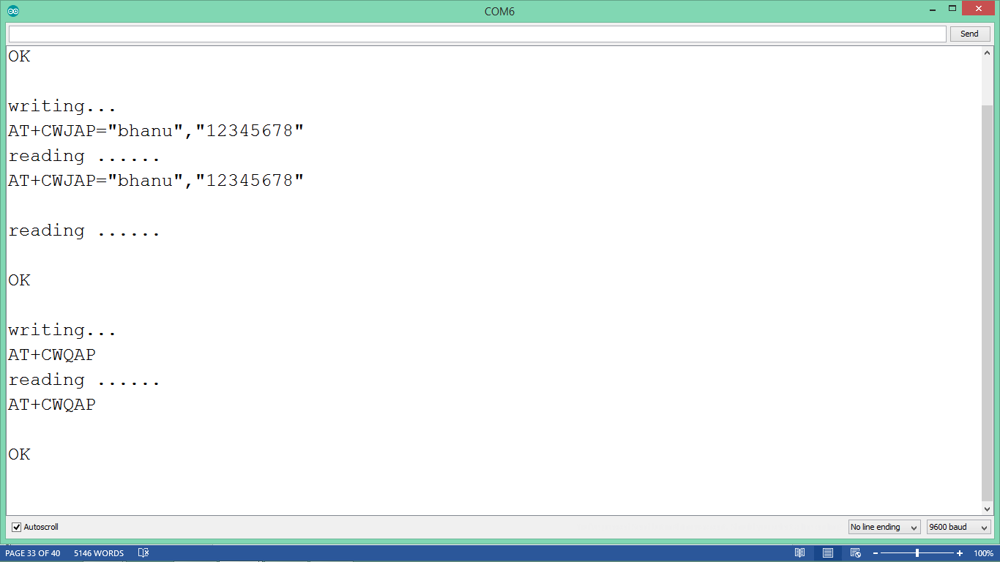 COM6
Send
OK
writing...
AT+CWJAP="bhanu","12345678"
reading ......
AT+CWJAP="bhanu","12345678"
reading ......
OK
writing...
AT+CWQAP
reading ......
AT+CWQAP
OK
Autoscroll
No line ending
9600 baud
PAGE 33 OF 40
5146 WORDS
100%